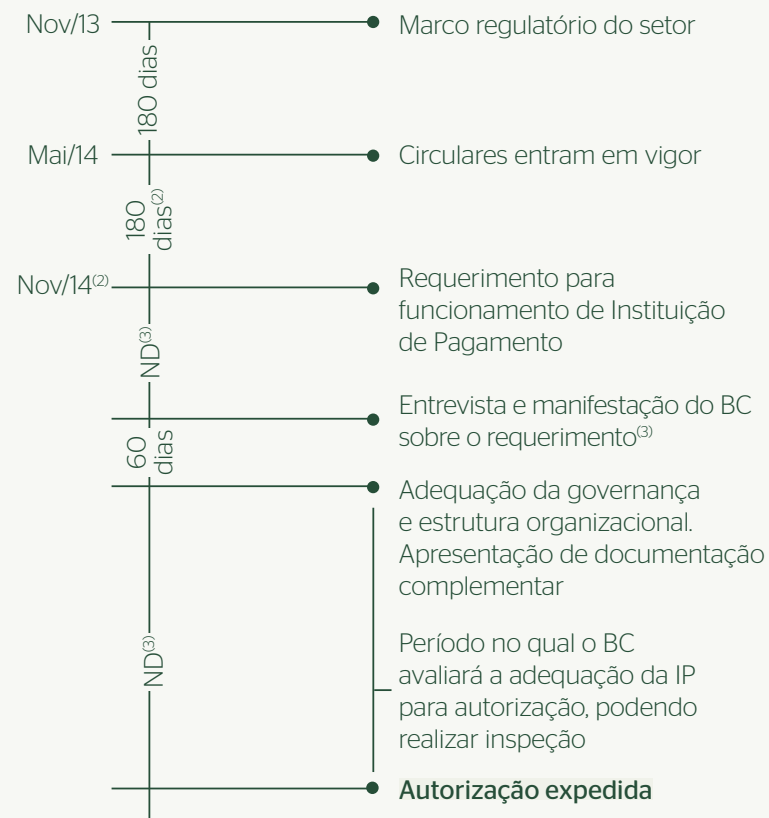 Nov/13
Marco regulatório do setor
180 dias
Mai/14
Circulares entram em vigor
180
dias(2)
Nov/14(2)
Requerimento para
funcionamento de Instituição
de Pagamento
ND(3)
Entrevista e manifestação do BC
sobre o requerimento(3)
60
dias
Adequação da governança
e estrutura organizacional.
Apresentação de documentação
complementar
ND(3)
Período no qual o BC
avaliará a adequação da IP
para autorização, podendo
realizar inspeção
Autorização expedida